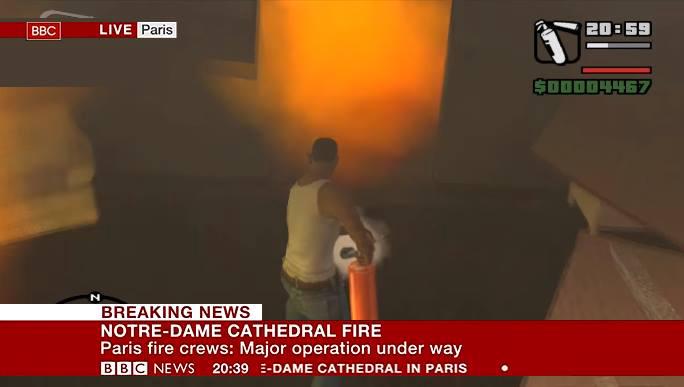 BBC LIVE Paris
20:59
$00004467
N
BREAKING NEWS
NOTRE-DAME CATHEDRAL FIRE
Paris fire crews: Major operation under way
BBC NEWS 20:39 E-DAME CATHEDRAL IN PARIS